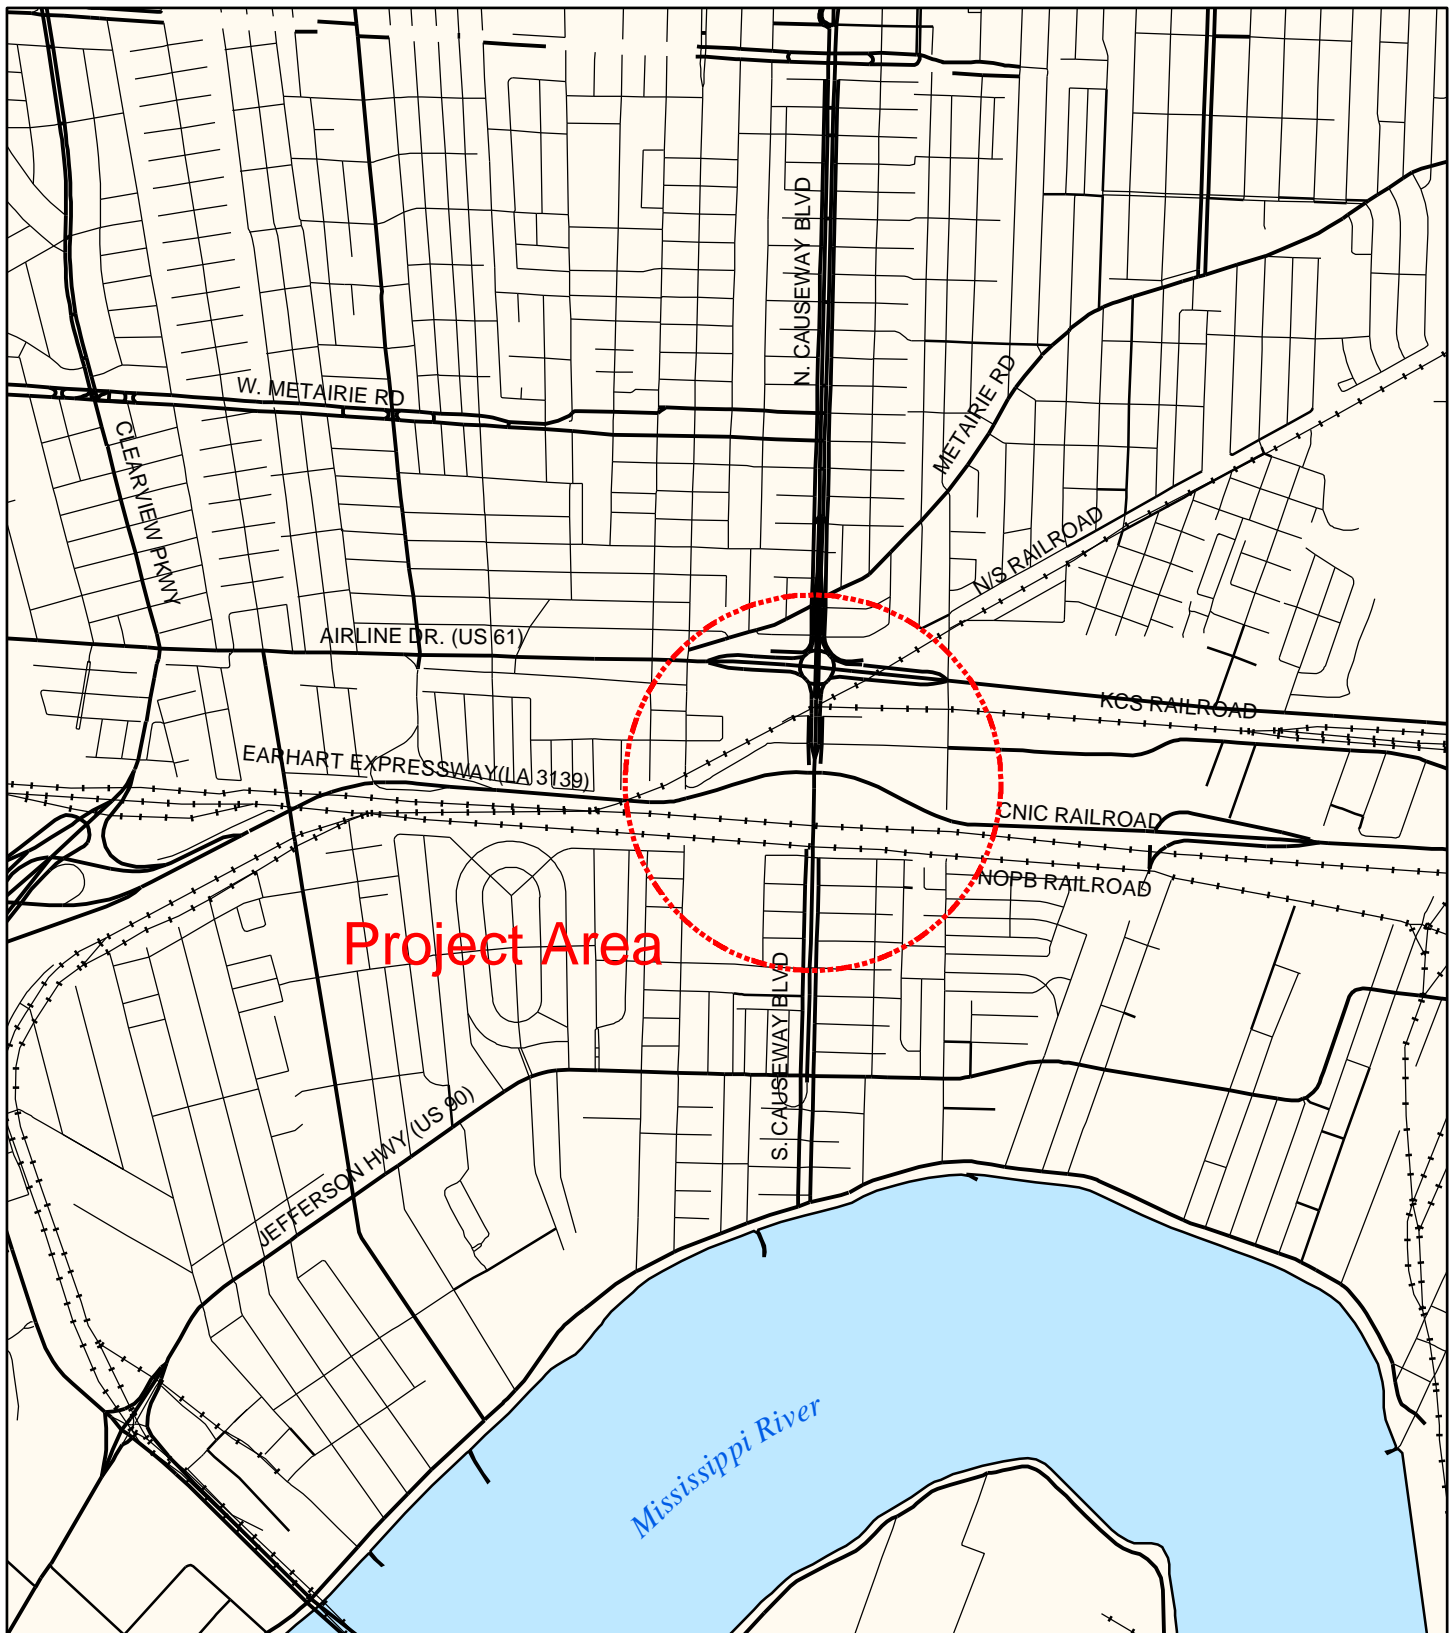 N. CAUSEWAY BLVD
W. METAIRIE RD
METAIRIE RD
CLEARVIEW PKWY
N/S RAILROAD
AIRLINE DR. (US 61)
KCS RAILROAD
EARHART EXPRESSWAY(LA 3139)
CNIC RAILROAD
NOPB RAILROAD
Project Area
S. CAUSEWAY BLVD
JEFFERSON HWY (US 90)
Mississippi River